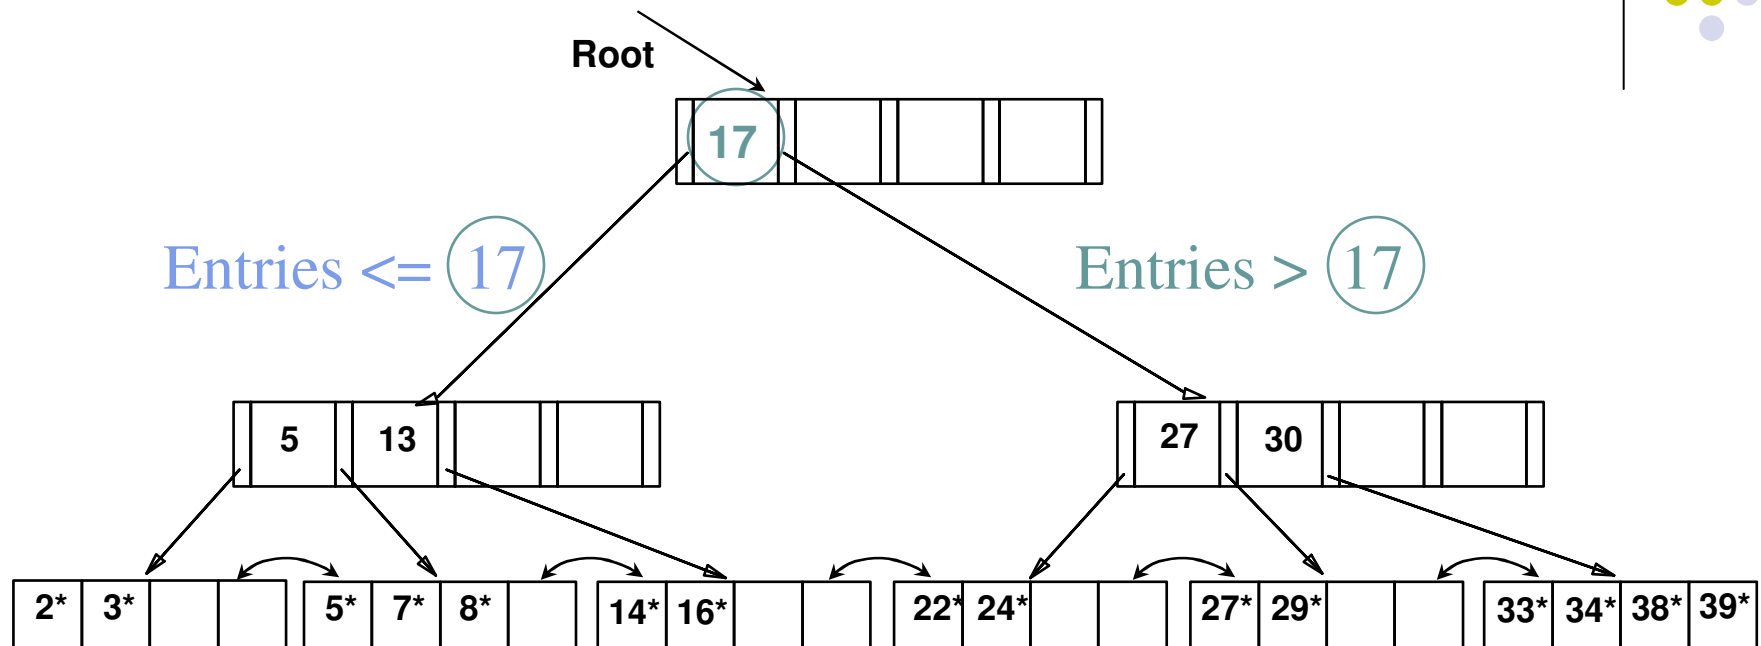 Root
17
Entries <= 17
Entries > 17
5 13
27 30
2* 3*
5* 7* 8*
14* 16*
22* 24*
27* 29*
33* 34* 38* 39*